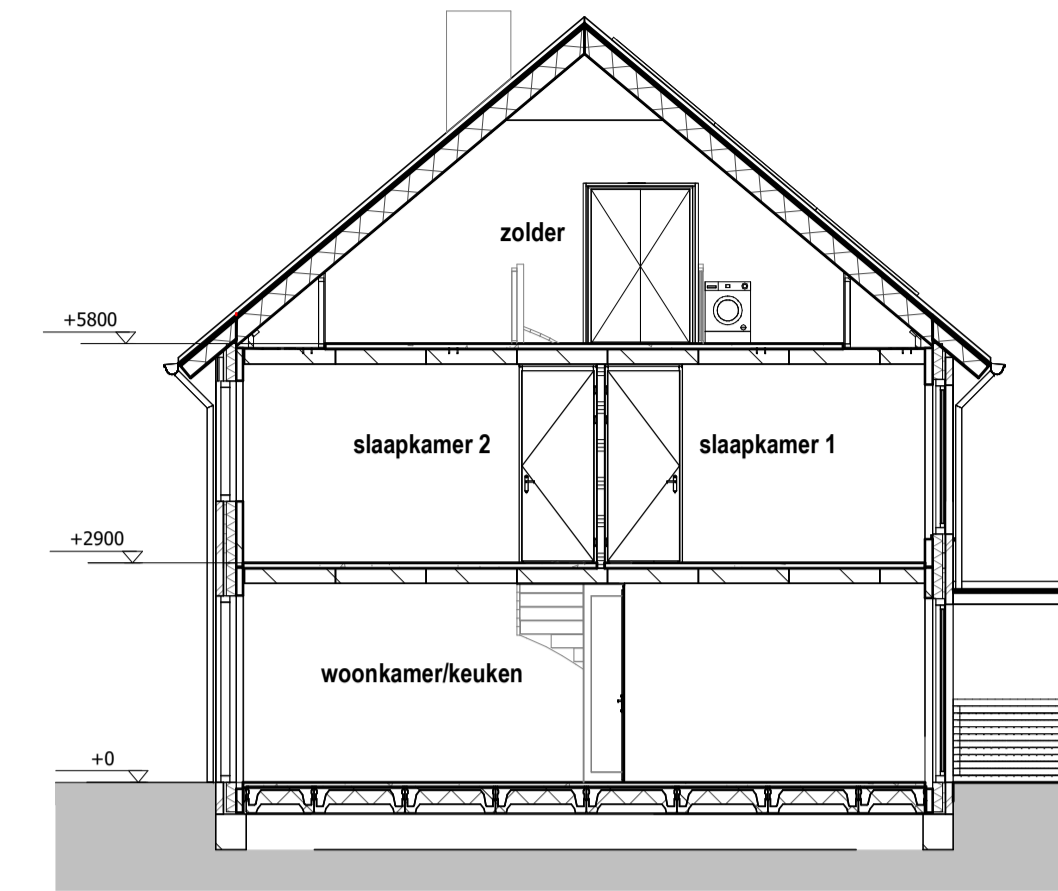 zolder
+5800
slaapkamer 2
slaapkamer 1
+2900
woonkamer/keuken
+0